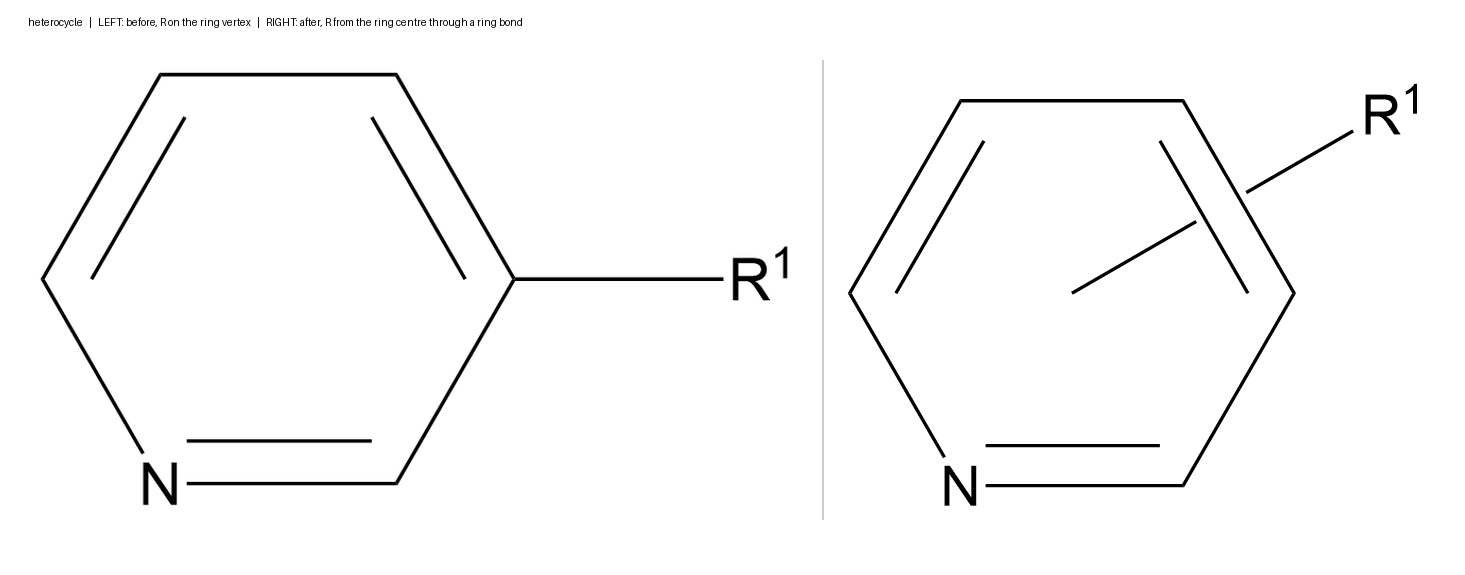 heterocycle | LEFT: before, R on the ring vertex | RIGHT: after, R from the ring centre through a ring bond
R¹
R¹
N
N